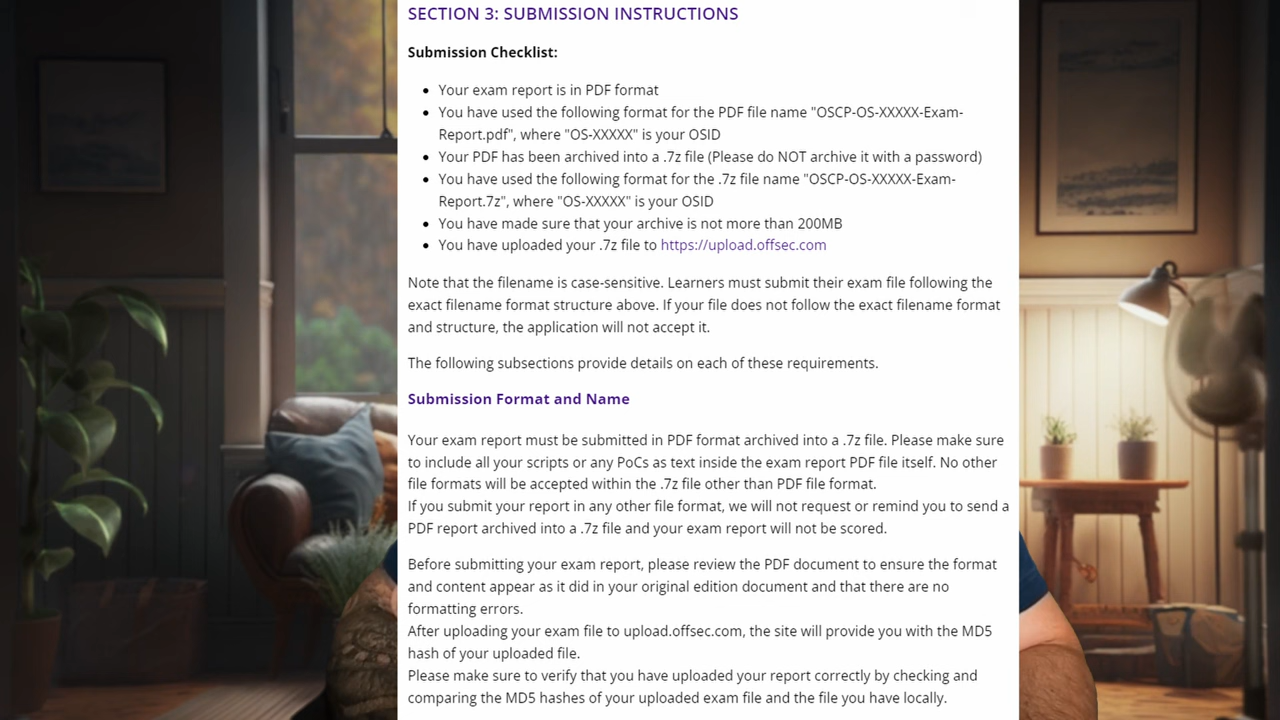 SECTION 3: SUBMISSION INSTRUCTIONS
Submission Checklist:
• Your exam report is in PDF format
• You have used the following format for the PDF file name "OSCP-OS-XXXXX-Exam-
Report.pdf", where "OS-XXXXX" is your OSID
• Your PDF has been archived into a .7z file (Please do NOT archive it with a password)
• You have used the following format for the .7z file name "OSCP-OS-XXXXX-Exam-
Report.7z", where "OS-XXXXX" is your OSID
• You have made sure that your archive is not more than 200MB
• You have uploaded your .7z file to https://upload.offsec.com
Note that the filename is case-sensitive. Learners must submit their exam file following the
exact filename format structure above. If your file does not follow the exact filename format
and structure, the application will not accept it.
The following subsections provide details on each of these requirements.
Submission Format and Name
Your exam report must be submitted in PDF format archived into a .7z file. Please make sure
to include all your scripts or any PoCs as text inside the exam report PDF file itself. No other
file formats will be accepted within the .7z file other than PDF file format.
If you submit your report in any other file format, we will not request or remind you to send a
PDF report archived into a .7z file and your exam report will not be scored.
Before submitting your exam report, please review the PDF document to ensure the format
and content appear as it did in your original edition document and that there are no
formatting errors.
After uploading your exam file to upload.offsec.com, the site will provide you with the MD5
hash of your uploaded file.
Please make sure to verify that you have uploaded your report correctly by checking and
comparing the MD5 hashes of your uploaded exam file and the file you have locally.